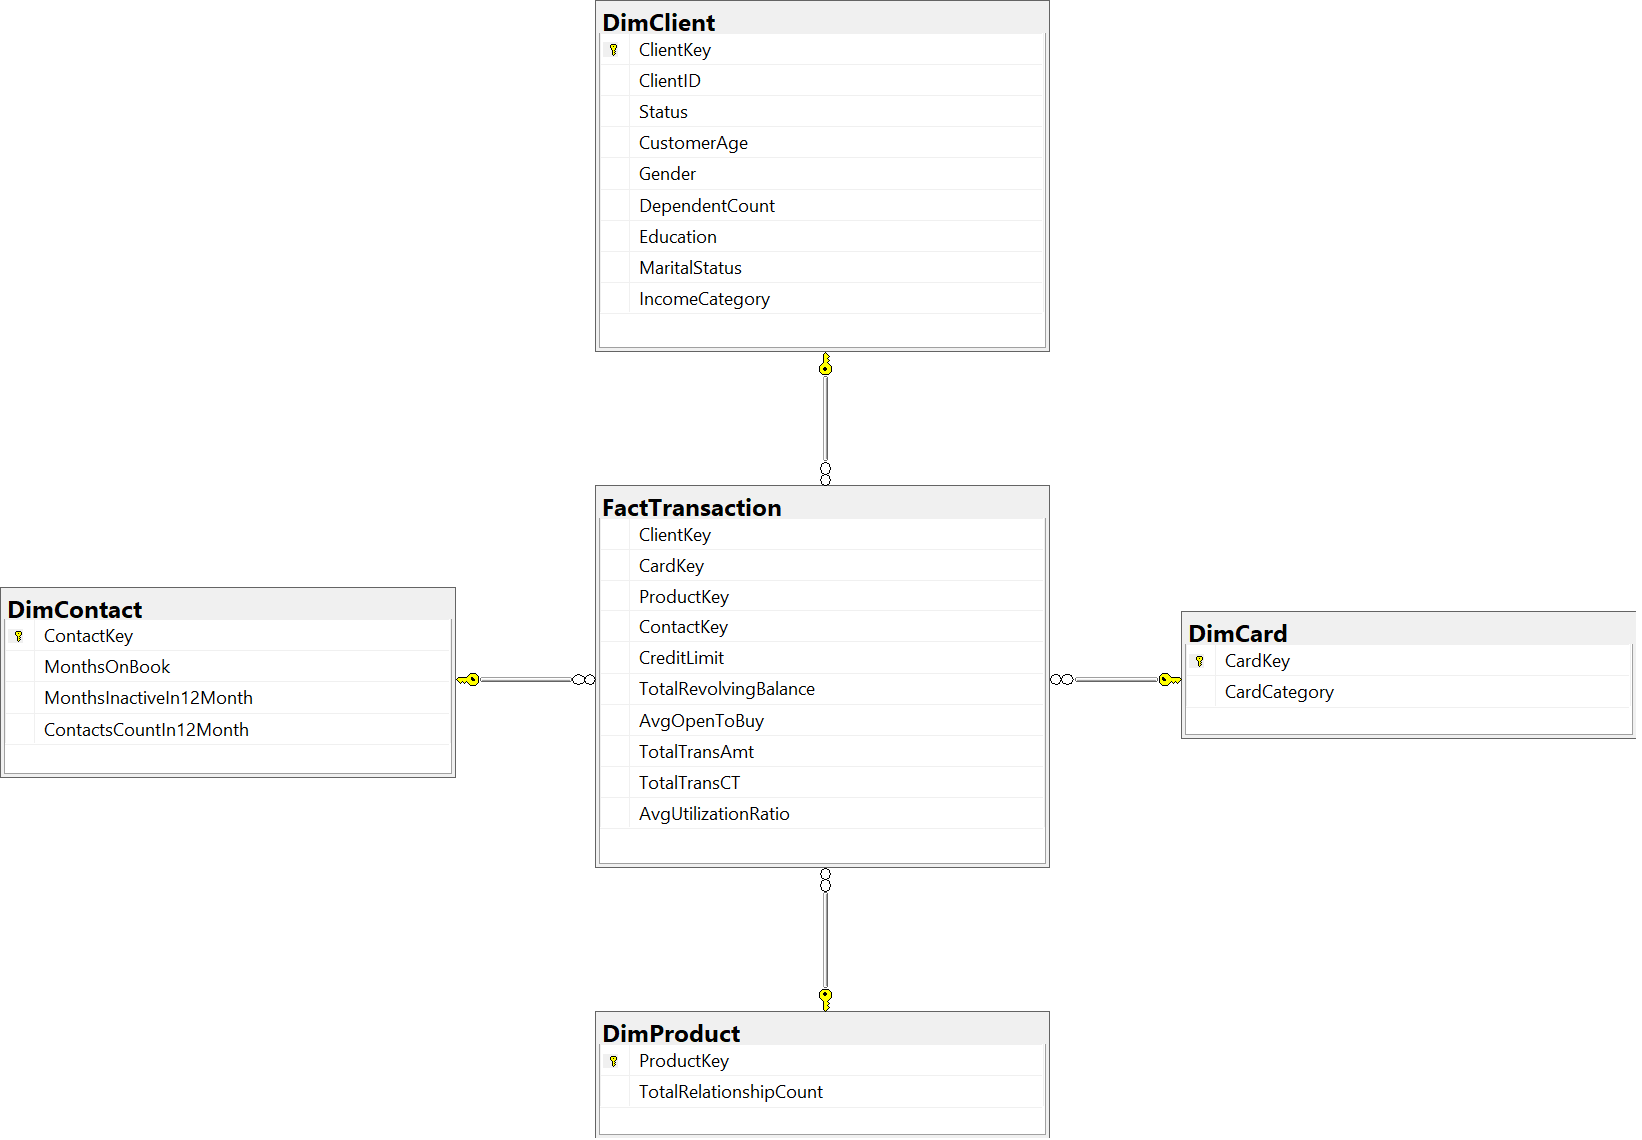 DimClient
ClientKey
ClientID
Status
CustomerAge
Gender
DependentCount
Education
MaritalStatus
IncomeCategory
FactTransaction
ClientKey
CardKey
ProductKey
ContactKey
CreditLimit
TotalRevolvingBalance
AvgOpenToBuy
TotalTransAmt
TotalTransCT
AvgUtilizationRatio
DimContact
ContactKey
MonthsOnBook
MonthsInactiveIn12Month
ContactsCountIn12Month
DimCard
CardKey
CardCategory
DimProduct
ProductKey
TotalRelationshipCount